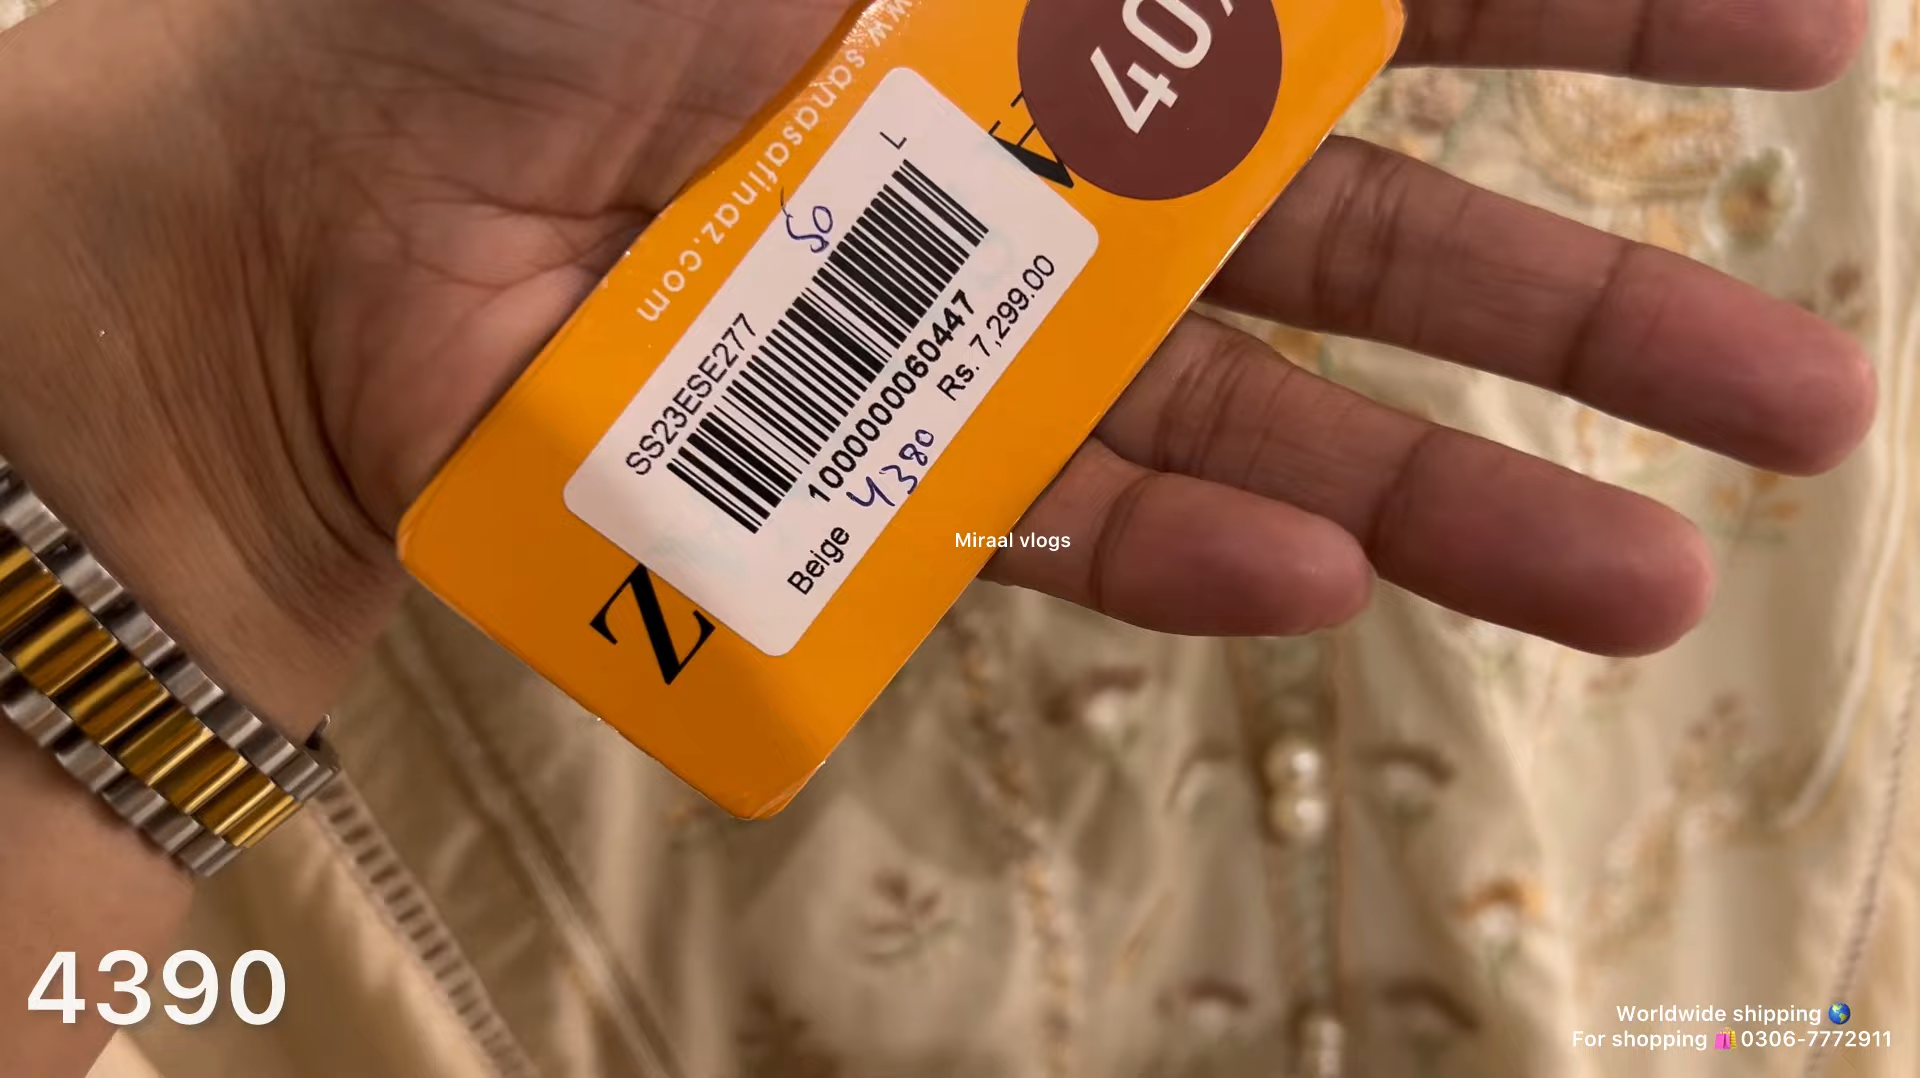 40%
www.sanasafinaz.com
L
50
SS23ESE277
1000000060447
Rs. 7,299.00
Beige 4380
Z
Miraal vlogs
4390
Worldwide shipping 🌎
For shopping 🛍️0306-7772911